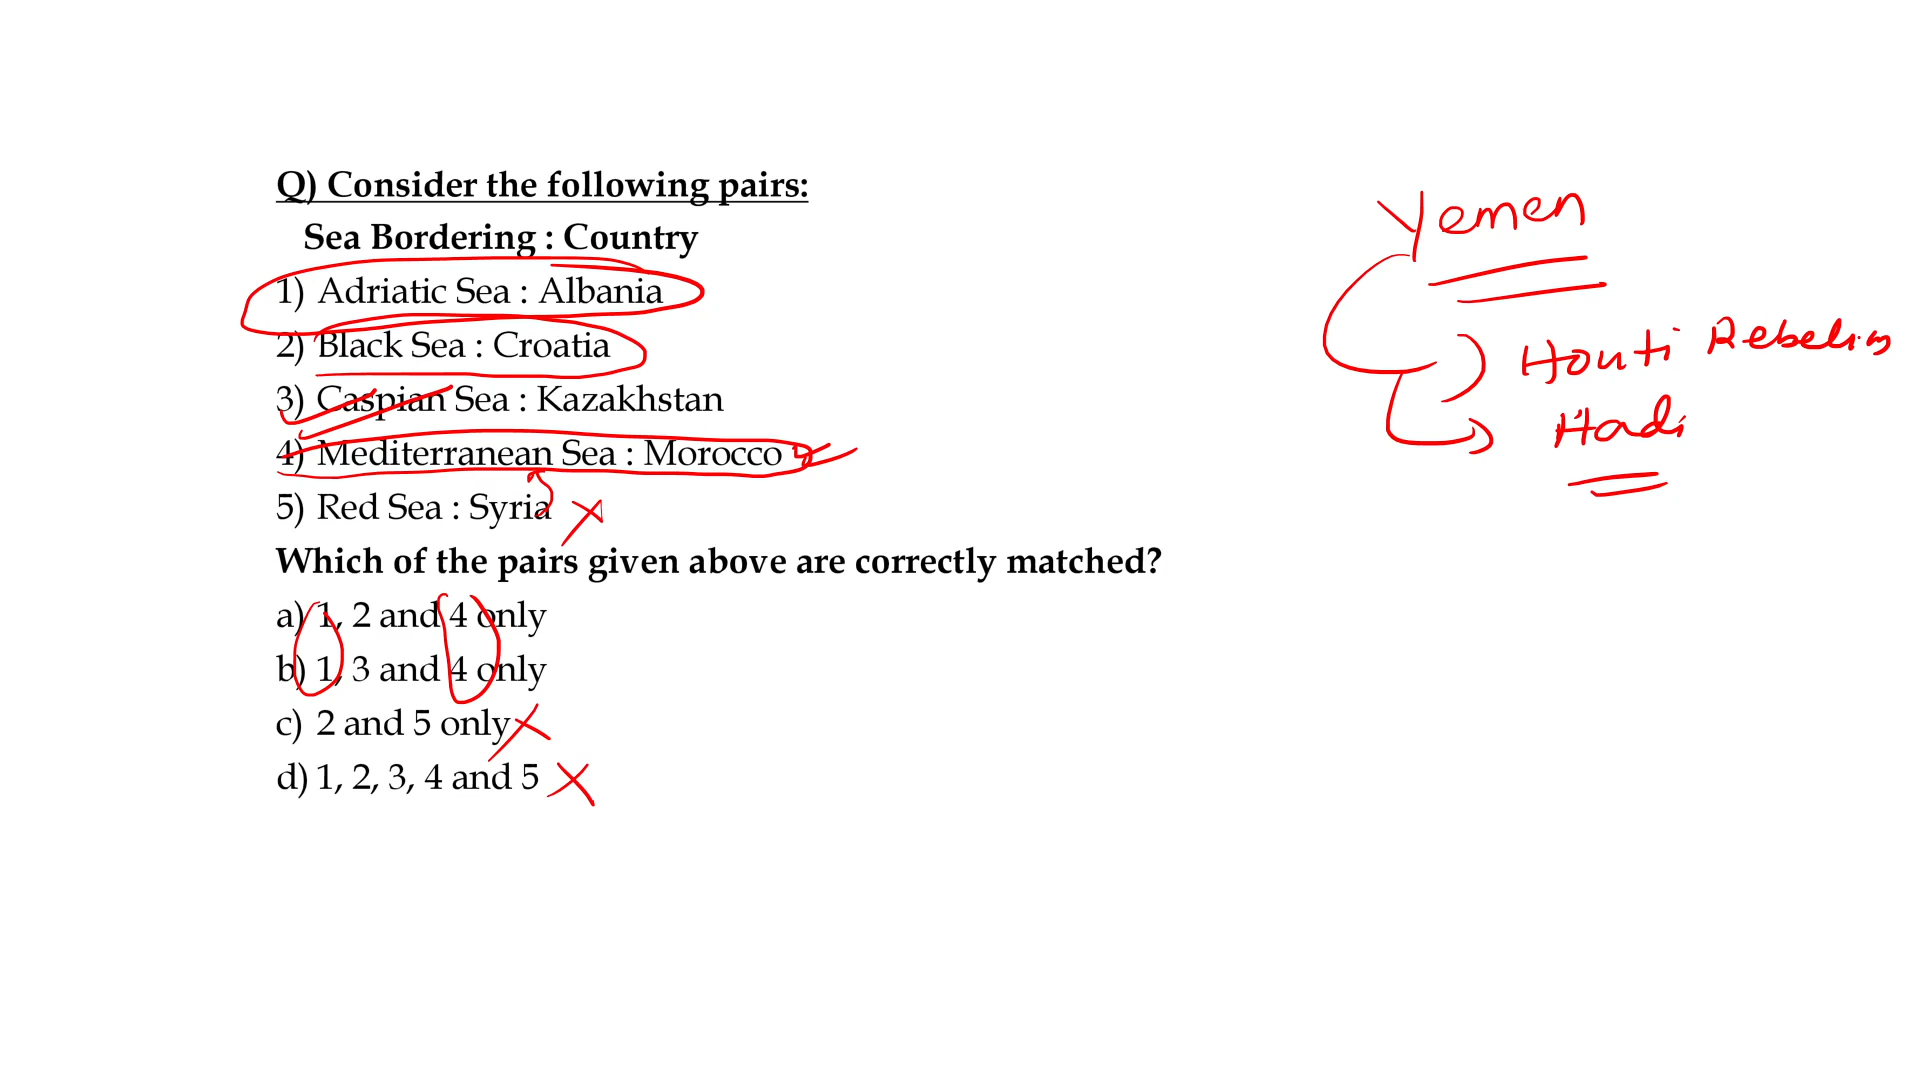 Q) Consider the following pairs:
Sea Bordering : Country
1) Adriatic Sea : Albania
2) Black Sea : Croatia
3) Caspian Sea : Kazakhstan
4) Mediterranean Sea : Morocco
5) Red Sea : Syria
Which of the pairs given above are correctly matched?
a) 1, 2 and 4 only
b) 1, 3 and 4 only
c) 2 and 5 only
d) 1, 2, 3, 4 and 5
Yemen
Houti
Hadi